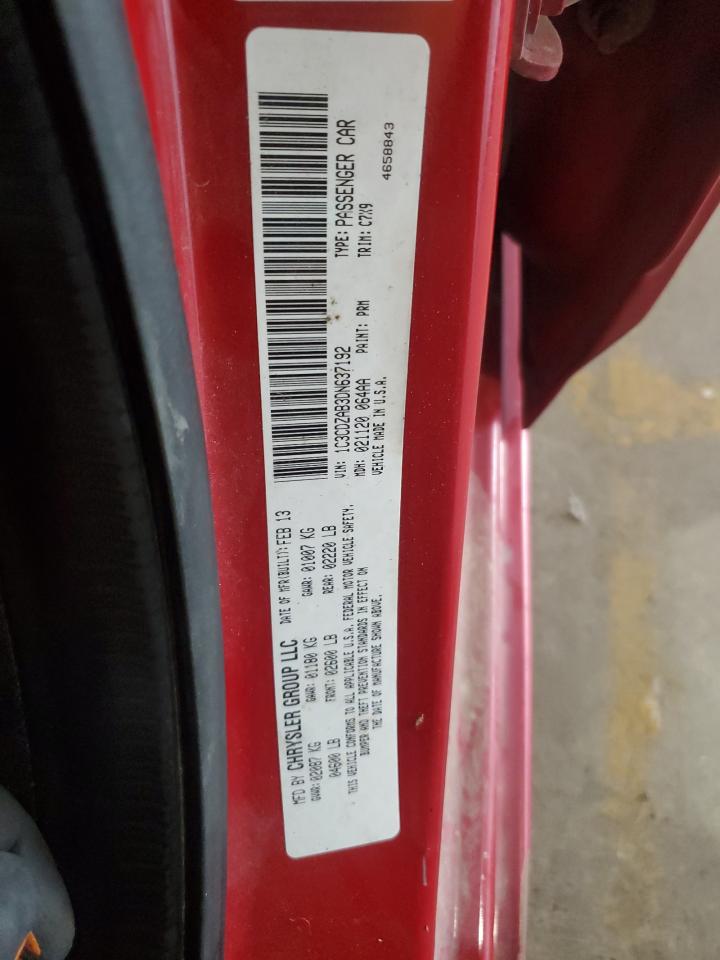 MFD BY CHRYSLER GROUP LLC
DATE OF MFR(BUILT): FEB 13
GVWR: 02087 KG
GAWR: 01180 KG
GAWR: 01007 KG
04600 LB
FRONT: 02600 LB
REAR: 02220 LB
THIS VEHICLE CONFORMS TO ALL APPLICABLE U.S.A. FEDERAL MOTOR VEHICLE SAFETY,
BUMPER AND THEFT PREVENTION STANDARDS IN EFFECT ON
THE DATE OF MANUFACTURE SHOWN ABOVE.
VIN: 1C3CDZAB3DN637192
TYPE: PASSENGER CAR
MDH: 021120 064AA
PAINT: PRM
TRIM: C7X9
VEHICLE MADE IN U.S.A.
4658843